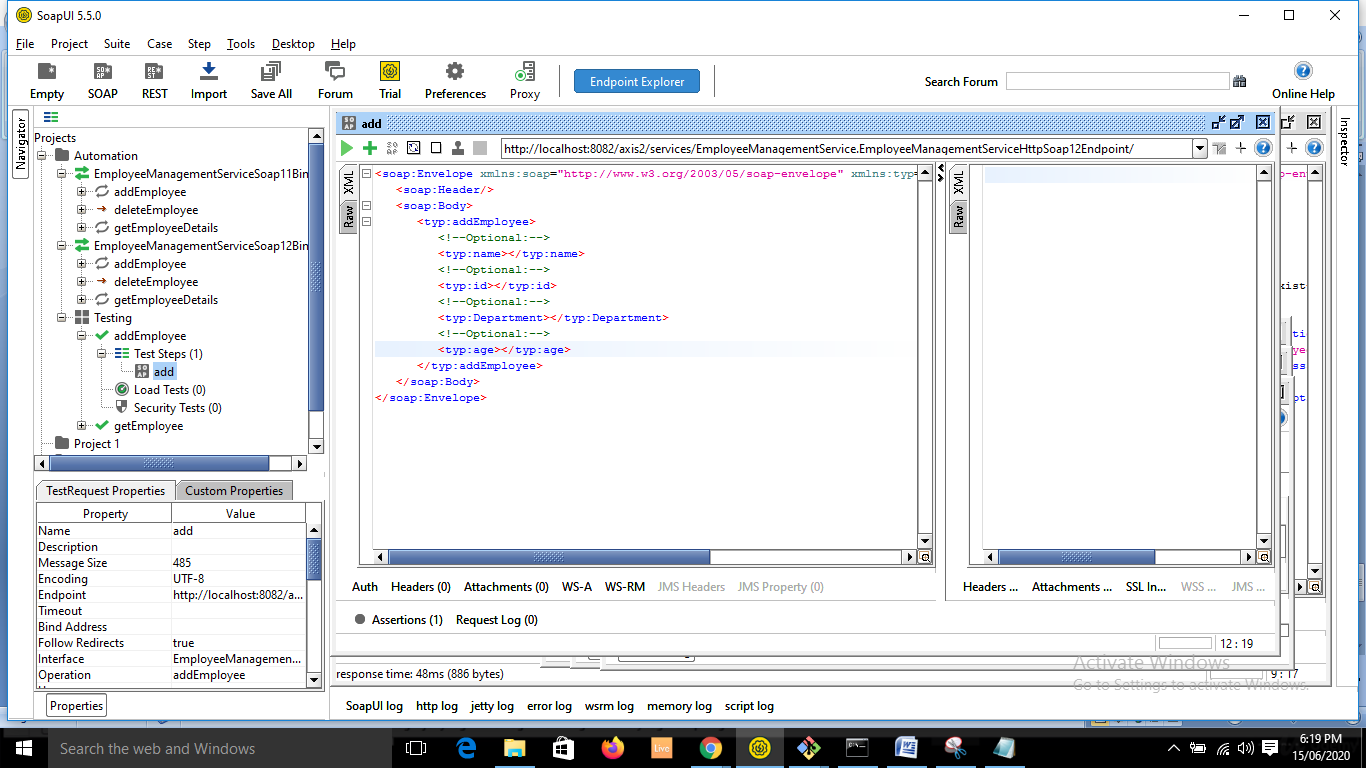 SoapUI 5.5.0
File Project Suite Case Step Tools Desktop Help
Empty SOAP REST Import Save All Forum Trial Preferences Proxy Endpoint Explorer Search Forum Online Help
Navigator
Projects
Automation
EmployeeManagementServiceSoap11Bin
addEmployee
deleteEmployee
getEmployeeDetails
EmployeeManagementServiceSoap12Bin
addEmployee
deleteEmployee
getEmployeeDetails
Testing
addEmployee
Test Steps (1)
add
Load Tests (0)
Security Tests (0)
getEmployee
Project 1
TestRequest Properties Custom Properties
Property Value
Name add
Description
Message Size 485
Encoding UTF-8
Endpoint http://localhost:8082/a...
Timeout
Bind Address
Follow Redirects true
Interface EmployeeManagemen...
Operation addEmployee
Properties
add
http://localhost:8082/axis2/services/EmployeeManagementService.EmployeeManagementServiceHttpSoap12Endpoint/
XML
Raw
<soap:Envelope xmlns:soap="http://www.w3.org/2003/05/soap-envelope" xmlns:typ=
<soap:Header/>
<soap:Body>
<typ:addEmployee>
<!--Optional:-->
<typ:name></typ:name>
<!--Optional:-->
<typ:id></typ:id>
<!--Optional:-->
<typ:Department></typ:Department>
<!--Optional:-->
<typ:age></typ:age>
</typ:addEmployee>
</soap:Body>
</soap:Envelope>
XML
Raw
Auth Headers (0) Attachments (0) WS-A WS-RM JMS Headers JMS Property (0)
Headers ... Attachments ... SSL In... WSS ... JMS ...
Assertions (1) Request Log (0)
12:19
response time: 48ms (886 bytes)
9:17
Inspector
Activate Windows
Go to Settings to activate Windows.
SoapUI log http log jetty log error log wsrm log memory log script log
Search the web and Windows
Live
6:19 PM
15/06/2020